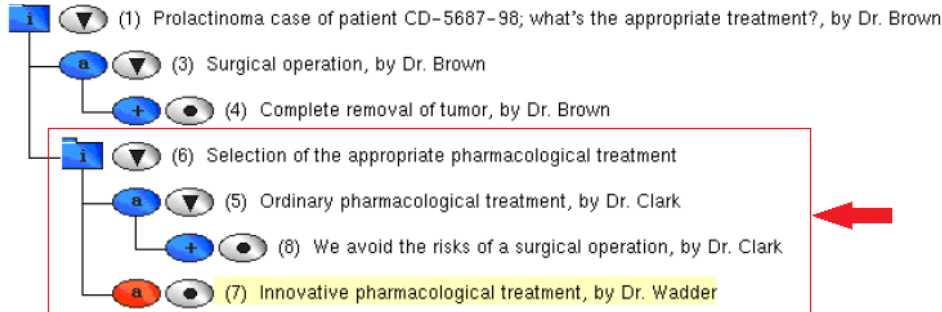 i (1) Prolactinoma case of patient CD-5687-98; what's the appropriate treatment?, by Dr. Brown
a (3) Surgical operation, by Dr. Brown
+ (4) Complete removal of tumor, by Dr. Brown
i (6) Selection of the appropriate pharmacological treatment
a (5) Ordinary pharmacological treatment, by Dr. Clark
+ (8) We avoid the risks of a surgical operation, by Dr. Clark
a (7) Innovative pharmacological treatment, by Dr. Wadder